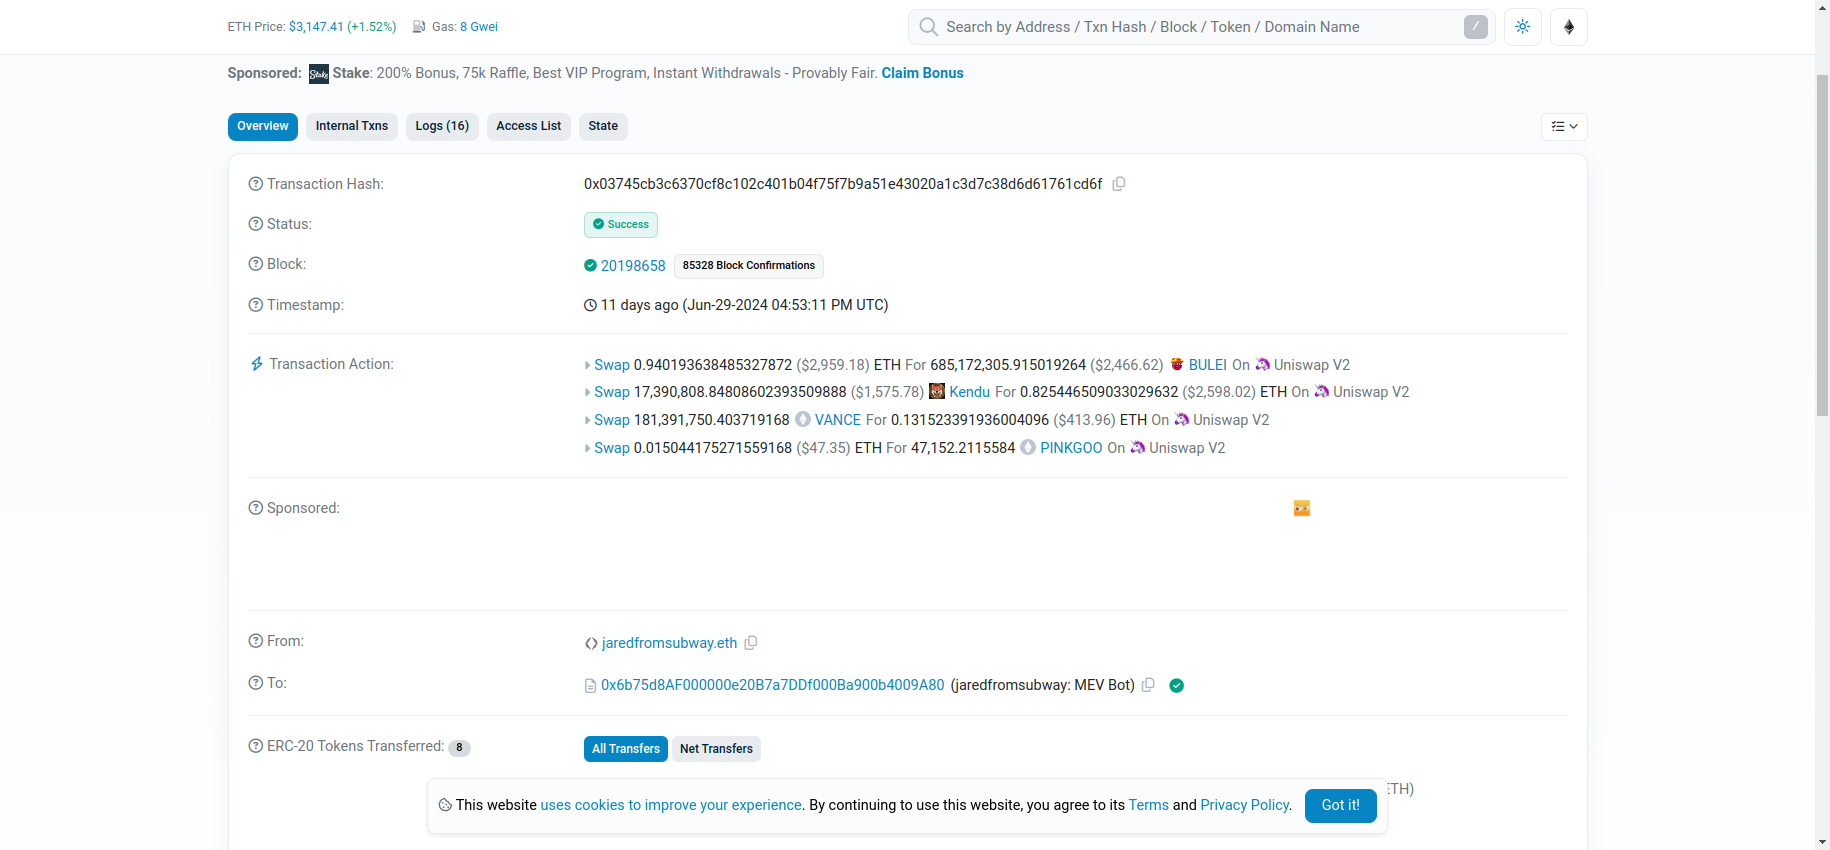 ETH Price: $3,147.41 (+1.52%) Gas: 8 Gwei
Search by Address / Txn Hash / Block / Token / Domain Name /
Sponsored: Stake Stake: 200% Bonus, 75k Raffle, Best VIP Program, Instant Withdrawals - Provably Fair. Claim Bonus
Overview Internal Txns Logs (16) Access List State
Transaction Hash: 0x03745cb3c6370cf8c102c401b04f75f7b9a51e43020a1c3d7c38d6d61761cd6f
Status: Success
Block: 20198658 85328 Block Confirmations
Timestamp: 11 days ago (Jun-29-2024 04:53:11 PM UTC)
Transaction Action: Swap 0.940193638485327872 ($2,959.18) ETH For 685,172,305.915019264 ($2,466.62) BULEI On Uniswap V2
Swap 17,390,808.84808602393509888 ($1,575.78) Kendu For 0.825446509033029632 ($2,598.02) ETH On Uniswap V2
Swap 181,391,750.403719168 VANCE For 0.131523391936004096 ($413.96) ETH On Uniswap V2
Swap 0.015044175271559168 ($47.35) ETH For 47,152.2115584 PINKGOO On Uniswap V2
Sponsored:
From: jaredfromsubway.eth
To: 0x6b75d8AF000000e20B7a7DDf000Ba900b4009A80 (jaredfromsubway: MEV Bot)
ERC-20 Tokens Transferred: 8 All Transfers Net Transfers
ETH)
This website uses cookies to improve your experience. By continuing to use this website, you agree to its Terms and Privacy Policy. Got it!